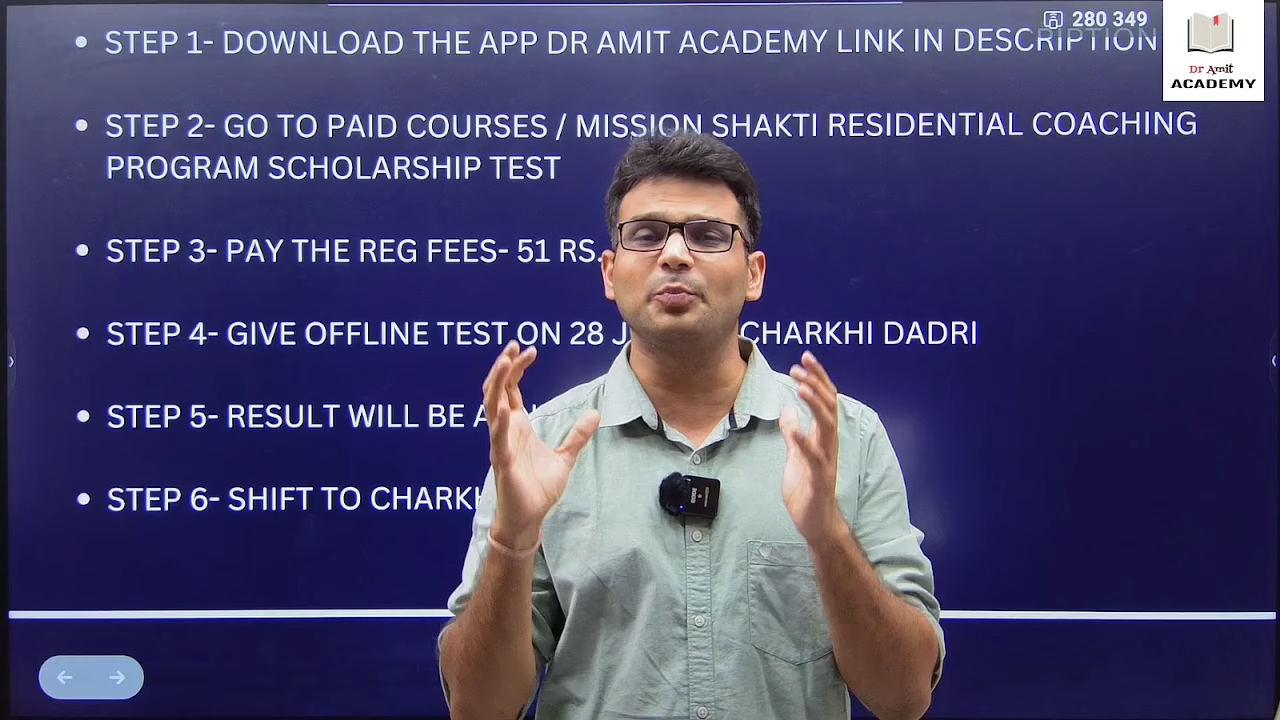 280 349
STEP 1- DOWNLOAD THE APP DR AMIT ACADEMY LINK IN DESCRIPTION
Dr Amit
ACADEMY
STEP 2- GO TO PAID COURSES / MISSION SHAKTI RESIDENTIAL COACHING
PROGRAM SCHOLARSHIP TEST
STEP 3- PAY THE REG FEES- 51 RS.
STEP 4- GIVE OFFLINE TEST ON 28 CHARKHI DADRI
STEP 5- RESULT WILL BE
STEP 6- SHIFT TO